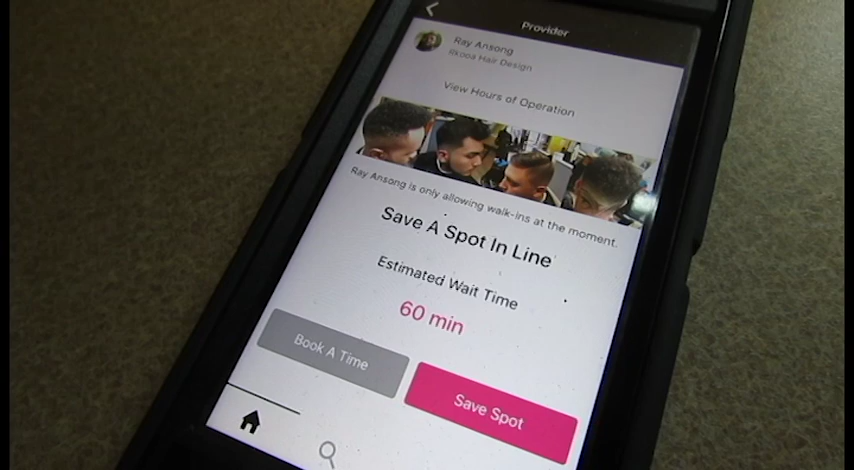 Provider
Ray Ansong
Rkooa Hair Design
View Hours of Operation
Ray Ansong is only allowing walk-ins at the moment.
Save A Spot In Line
Estimated Wait Time
60 min
Book A Time
Save Spot